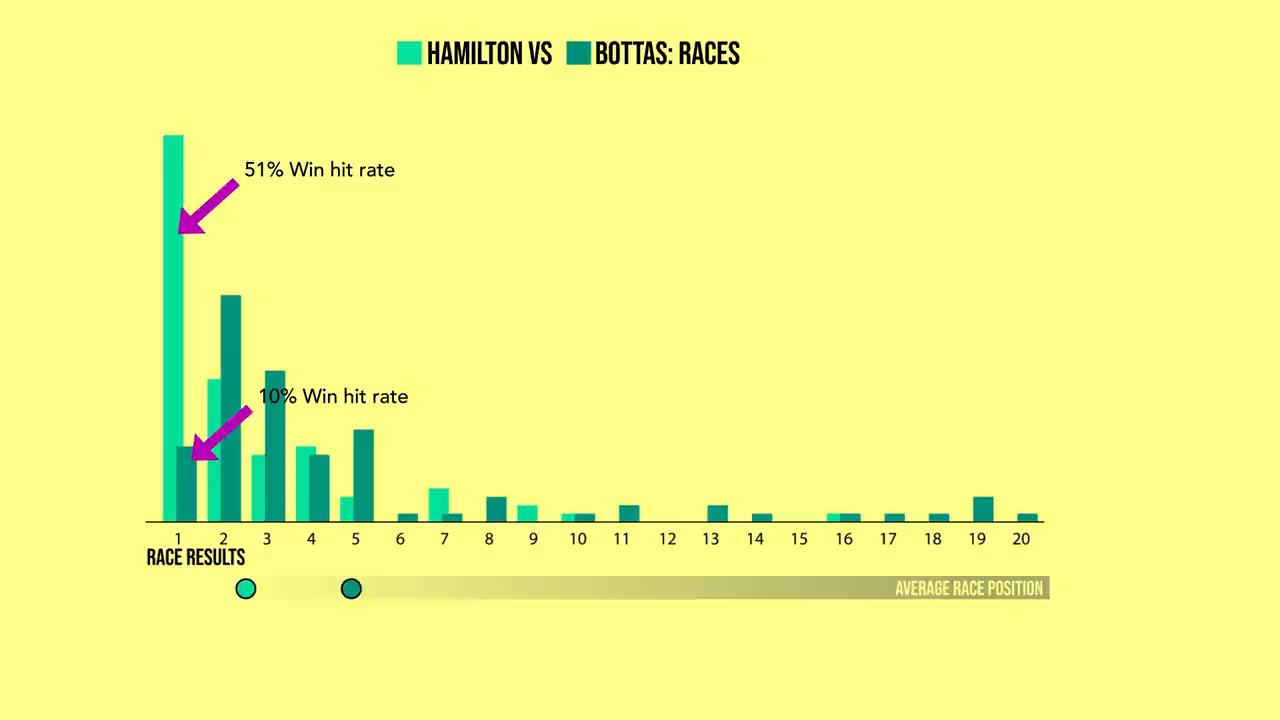 HAMILTON VS BOTTAS: RACES
51% Win hit rate
10% Win hit rate
1 2 3 4 5 6 7 8 9 10 11 12 13 14 15 16 17 18 19 20
RACE RESULTS
AVERAGE RACE POSITION